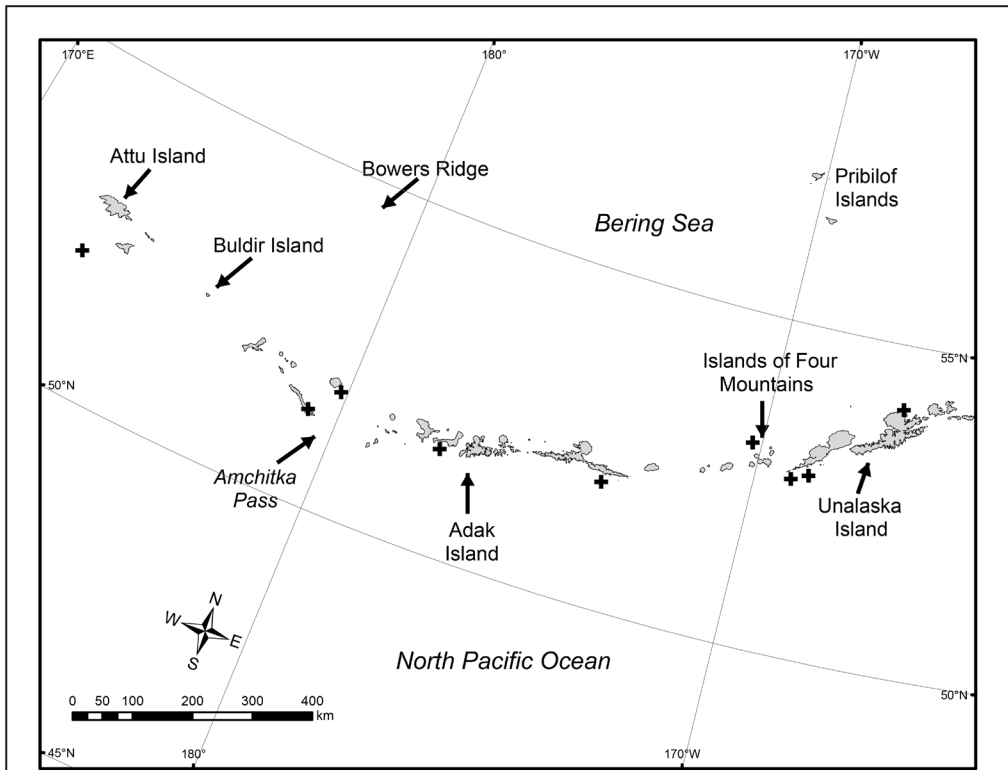 170°E
180°
170°W
Attu Island
Bowers Ridge
Pribilof
Islands
Bering Sea
Buldir Island
55°N
Islands of Four
Mountains
50°N
Amchitka
Pass
Unalaska
Island
Adak
Island
N
W
E
S
North Pacific Ocean
0 50 100 200 300 400
km
50°N
45°N
180°
170°W